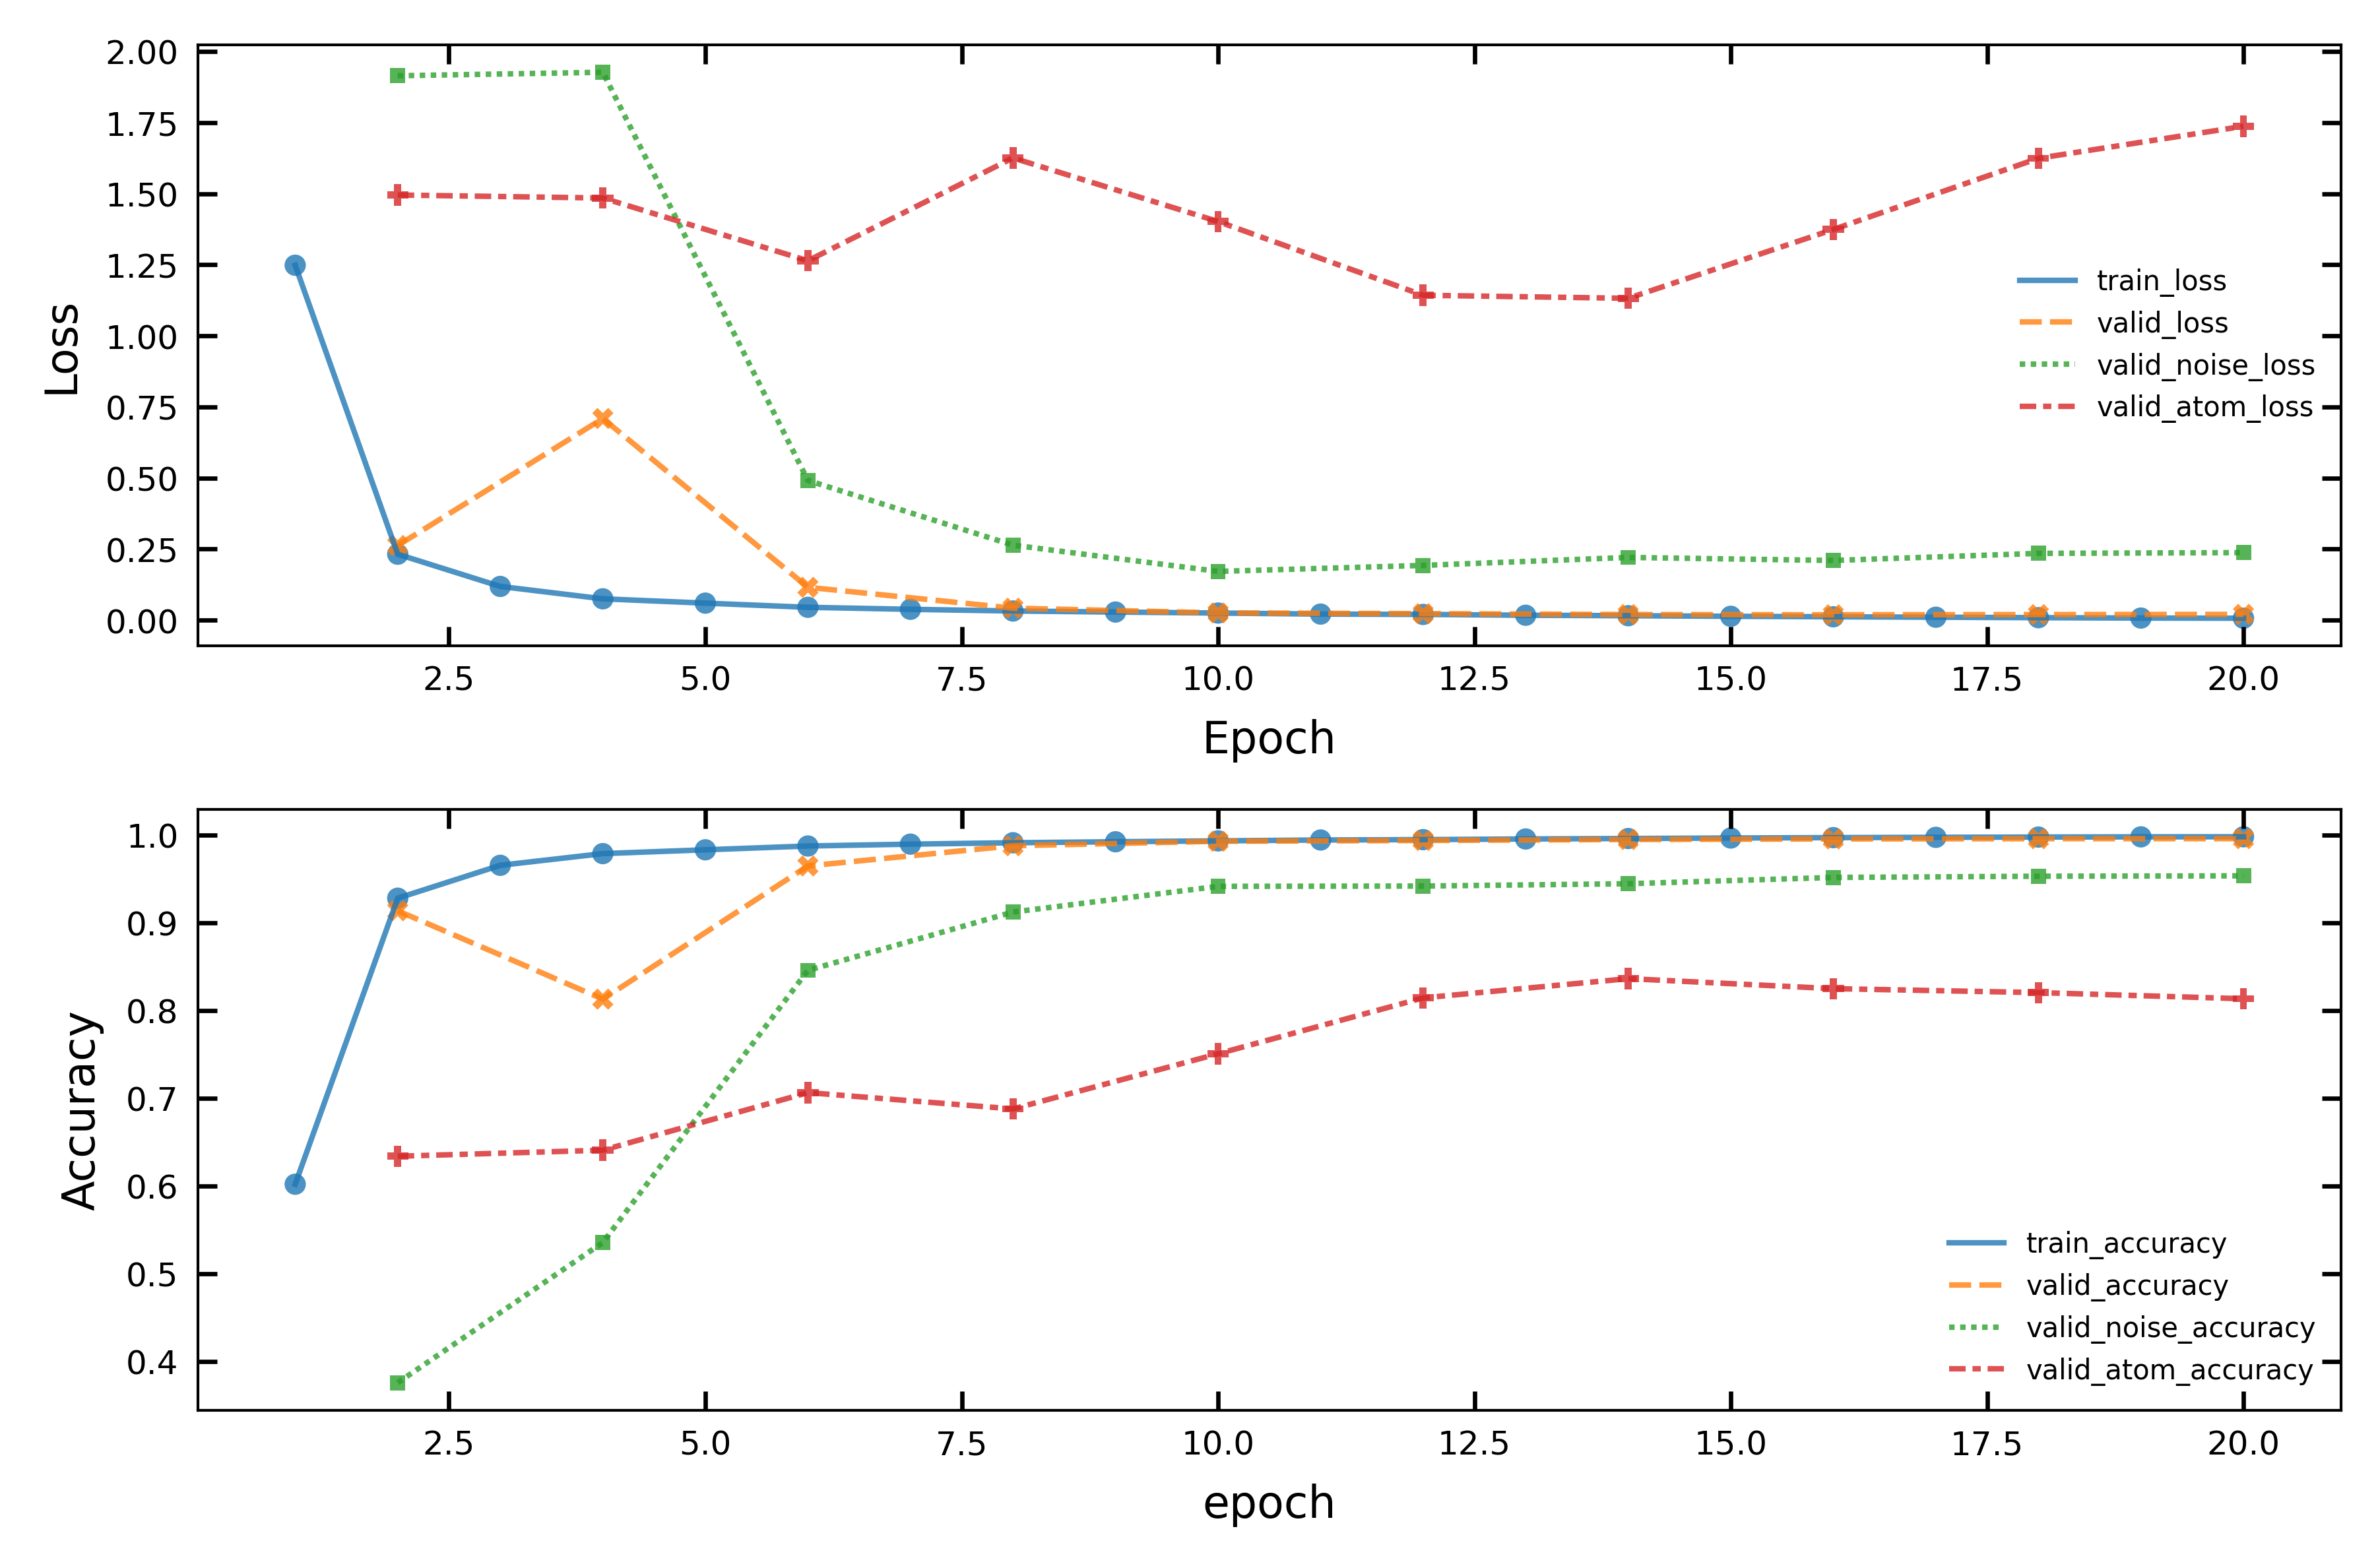 2.00
1.75
1.50
1.25
1.00
0.75
0.50
0.25
0.00
Loss
train_loss
valid_loss
valid_noise_loss
valid_atom_loss
2.5 5.0 7.5 10.0 12.5 15.0 17.5 20.0
Epoch
1.0
0.9
0.8
0.7
0.6
0.5
0.4
Accuracy
train_accuracy
valid_accuracy
valid_noise_accuracy
valid_atom_accuracy
2.5 5.0 7.5 10.0 12.5 15.0 17.5 20.0
epoch